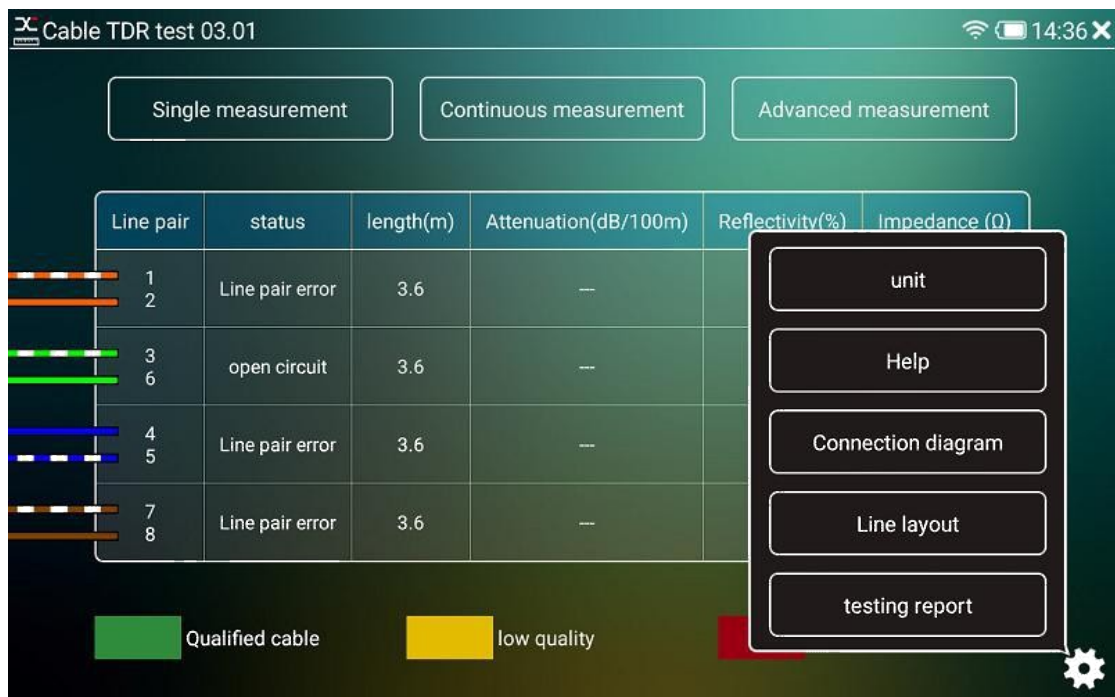 Cable TDR test 03.01
14:36
Single measurement
Continuous measurement
Advanced measurement
Line pair status length(m) Attenuation(dB/100m) Reflectivity(%) Impedance (Ω)
1
2
Line pair error 3.6 ---
3
6
open circuit 3.6 ---
4
5
Line pair error 3.6 ---
7
8
Line pair error 3.6 ---
Qualified cable
low quality
unit
Help
Connection diagram
Line layout
testing report